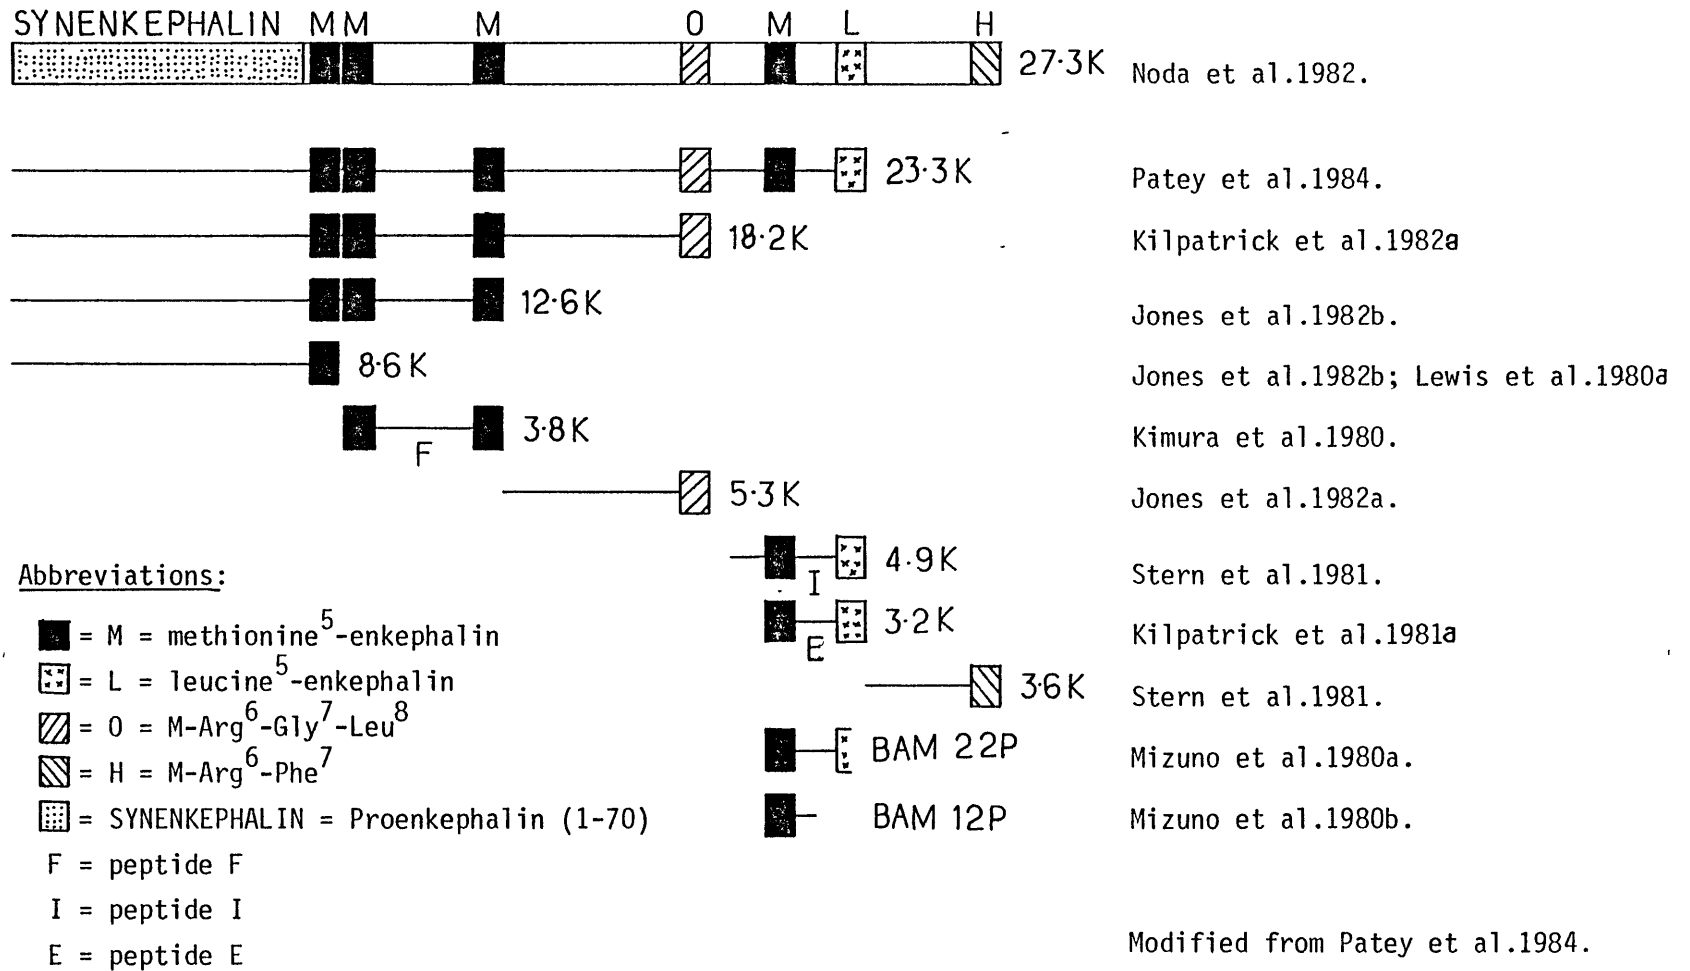 SYNENKEPHALIN M M M O M L H
27·3K Noda et al.1982.
23·3K Patey et al.1984.
18·2K Kilpatrick et al.1982a
12·6K Jones et al.1982b.
8·6K Jones et al.1982b; Lewis et al.1980a
3·8K Kimura et al.1980.
F
5·3K Jones et al.1982a.
4·9K Stern et al.1981.
I
3·2K Kilpatrick et al.1981a
E
3·6K Stern et al.1981.
BAM 22P Mizuno et al.1980a.
BAM 12P Mizuno et al.1980b.
Abbreviations:
= M = methionine⁵-enkephalin
= L = leucine⁵-enkephalin
= O = M-Arg⁶-Gly⁷-Leu⁸
= H = M-Arg⁶-Phe⁷
= SYNENKEPHALIN = Proenkephalin (1-70)
F = peptide F
I = peptide I
E = peptide E
Modified from Patey et al.1984.